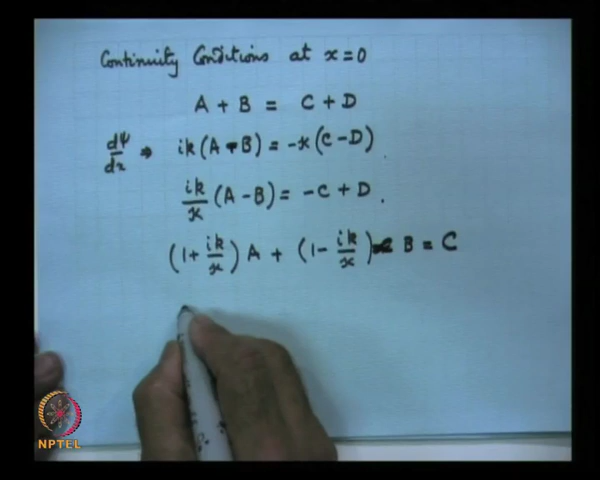 Continuity Conditions at x=0
A + B = C + D
dψ/dx ⇒ ik(A - B) = -κ(C - D)
ik/κ (A - B) = -C + D.
(1 + ik/κ) A + (1 - ik/κ) B = C
NPTEL